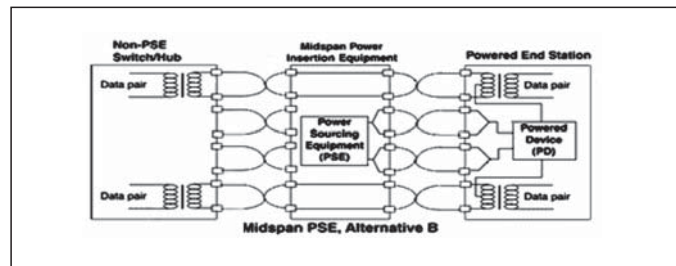 Non-PSE
Switch/Hub
Midspan Power
Insertion Equipment
Powered End Station
Data pair
Data pair
Power
Sourcing
Equipment
(PSE)
Powered
Device
(PD)
Data pair
Data pair
Midspan PSE, Alternative B